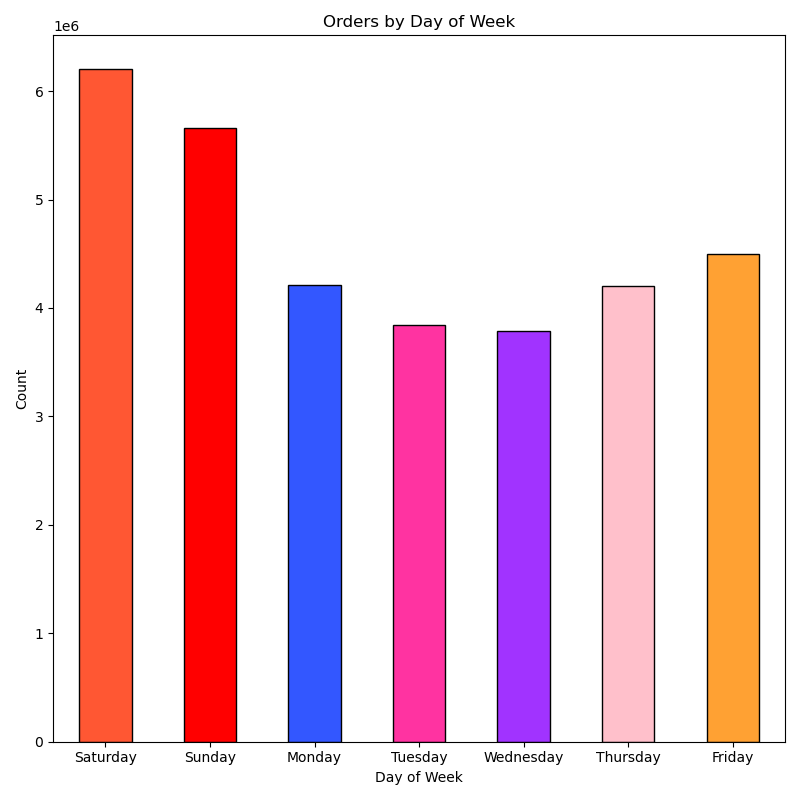 Orders by Day of Week
1e6
6
5
4
3
2
1
0
Count
Saturday Sunday Monday Tuesday Wednesday Thursday Friday
Day of Week